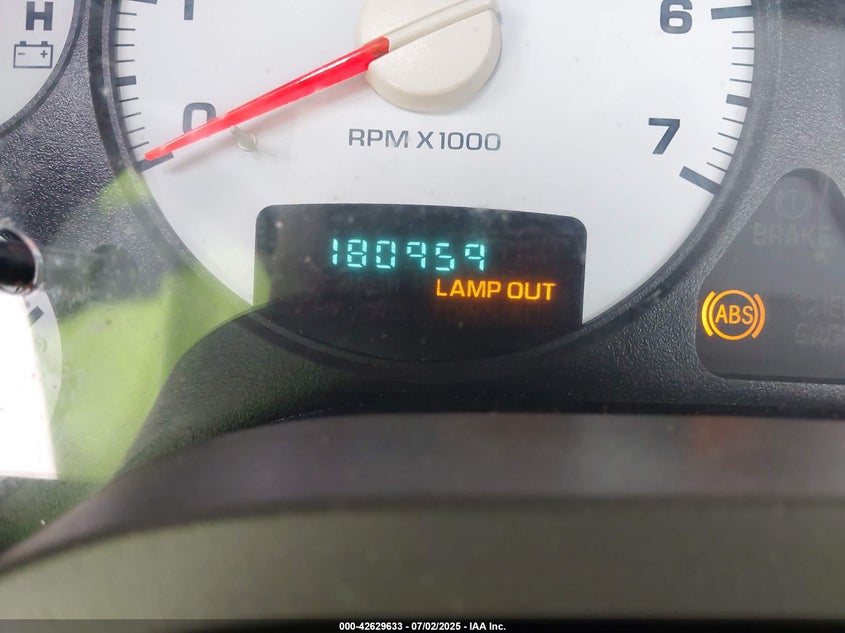 H
1
6
0
7
RPM X1000
180959
LAMP OUT
BRAKE
ABS
000-42629633 - 07/02/2025 - IAA Inc.